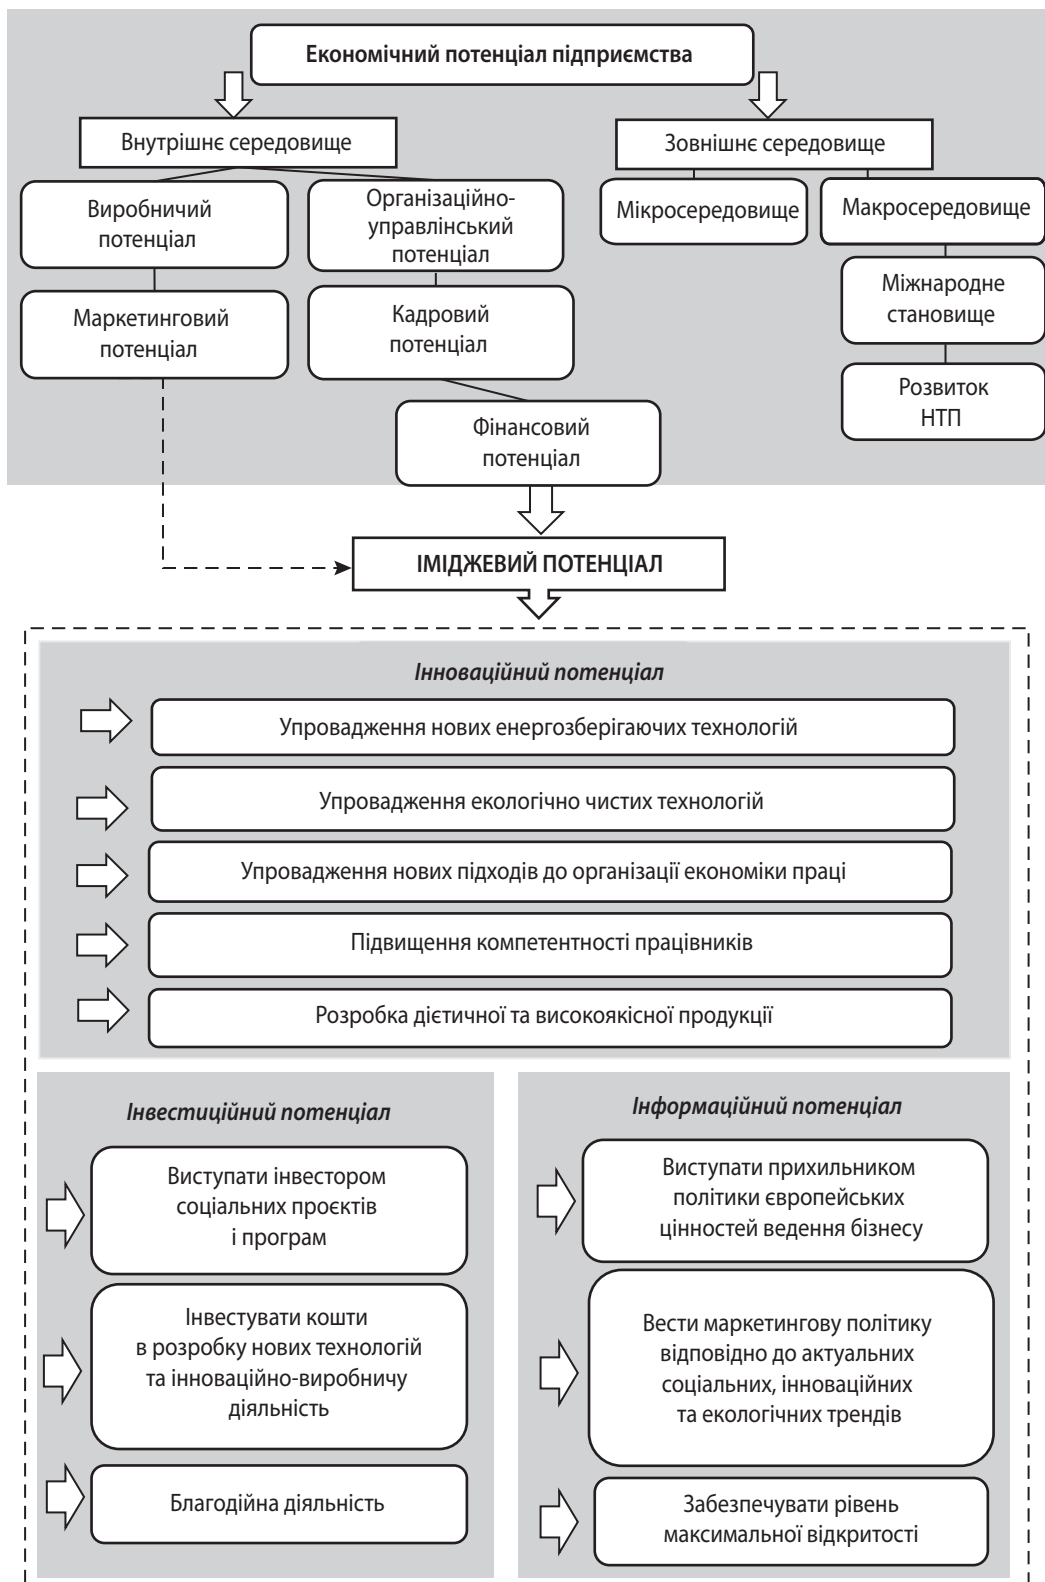 Економічний потенціал підприємства
Внутрішнє середовище
Зовнішнє середовище
Виробничий
потенціал
Організаційно-
управлінський
потенціал
Мікросередовище
Макросередовище
Маркетинговий
потенціал
Кадровий
потенціал
Міжнародне
становище
Розвиток
НТП
Фінансовий
потенціал
ІМІДЖЕВИЙ ПОТЕНЦІАЛ
Інноваційний потенціал
Упровадження нових енергозберігаючих технологій
Упровадження екологічно чистих технологій
Упровадження нових підходів до організації економіки праці
Підвищення компетентності працівників
Розробка дієтичної та високоякісної продукції
Інвестиційний потенціал
Виступати інвестором
соціальних проєктів
і програм
Інвестувати кошти
в розробку нових технологій
та інноваційно-виробничу
діяльність
Благодійна діяльність
Інформаційний потенціал
Виступати прихильником
політики європейських
цінностей ведення бізнесу
Вести маркетингову політику
відповідно до актуальних
соціальних, інноваційних
та екологічних трендів
Забезпечувати рівень
максимальної відкритості